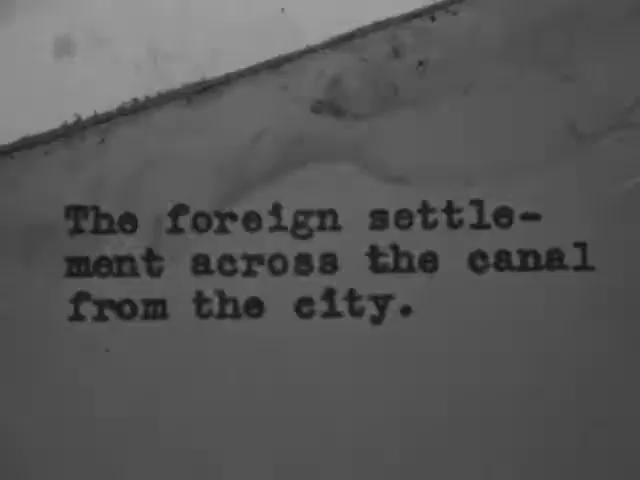 The foreign settle-
ment across the canal
from the city.